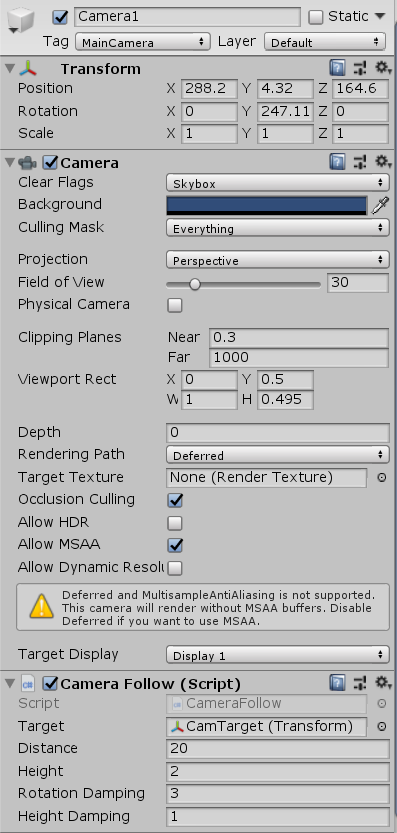 Camera1 Static
Tag MainCamera Layer Default
Transform
Position X 288.2 Y 4.32 Z 164.6
Rotation X 0 Y 247.11 Z 0
Scale X 1 Y 1 Z 1
Camera
Clear Flags Skybox
Background
Culling Mask Everything
Projection Perspective
Field of View 30
Physical Camera
Clipping Planes Near 0.3
Far 1000
Viewport Rect X 0 Y 0.5
W 1 H 0.495
Depth 0
Rendering Path Deferred
Target Texture None (Render Texture)
Occlusion Culling
Allow HDR
Allow MSAA
Allow Dynamic Resolu
Deferred and MultisampleAntiAliasing is not supported.
This camera will render without MSAA buffers. Disable
Deferred if you want to use MSAA.
Target Display Display 1
C# Camera Follow (Script)
Script C# CameraFollow
Target CamTarget (Transform)
Distance 20
Height 2
Rotation Damping 3
Height Damping 1